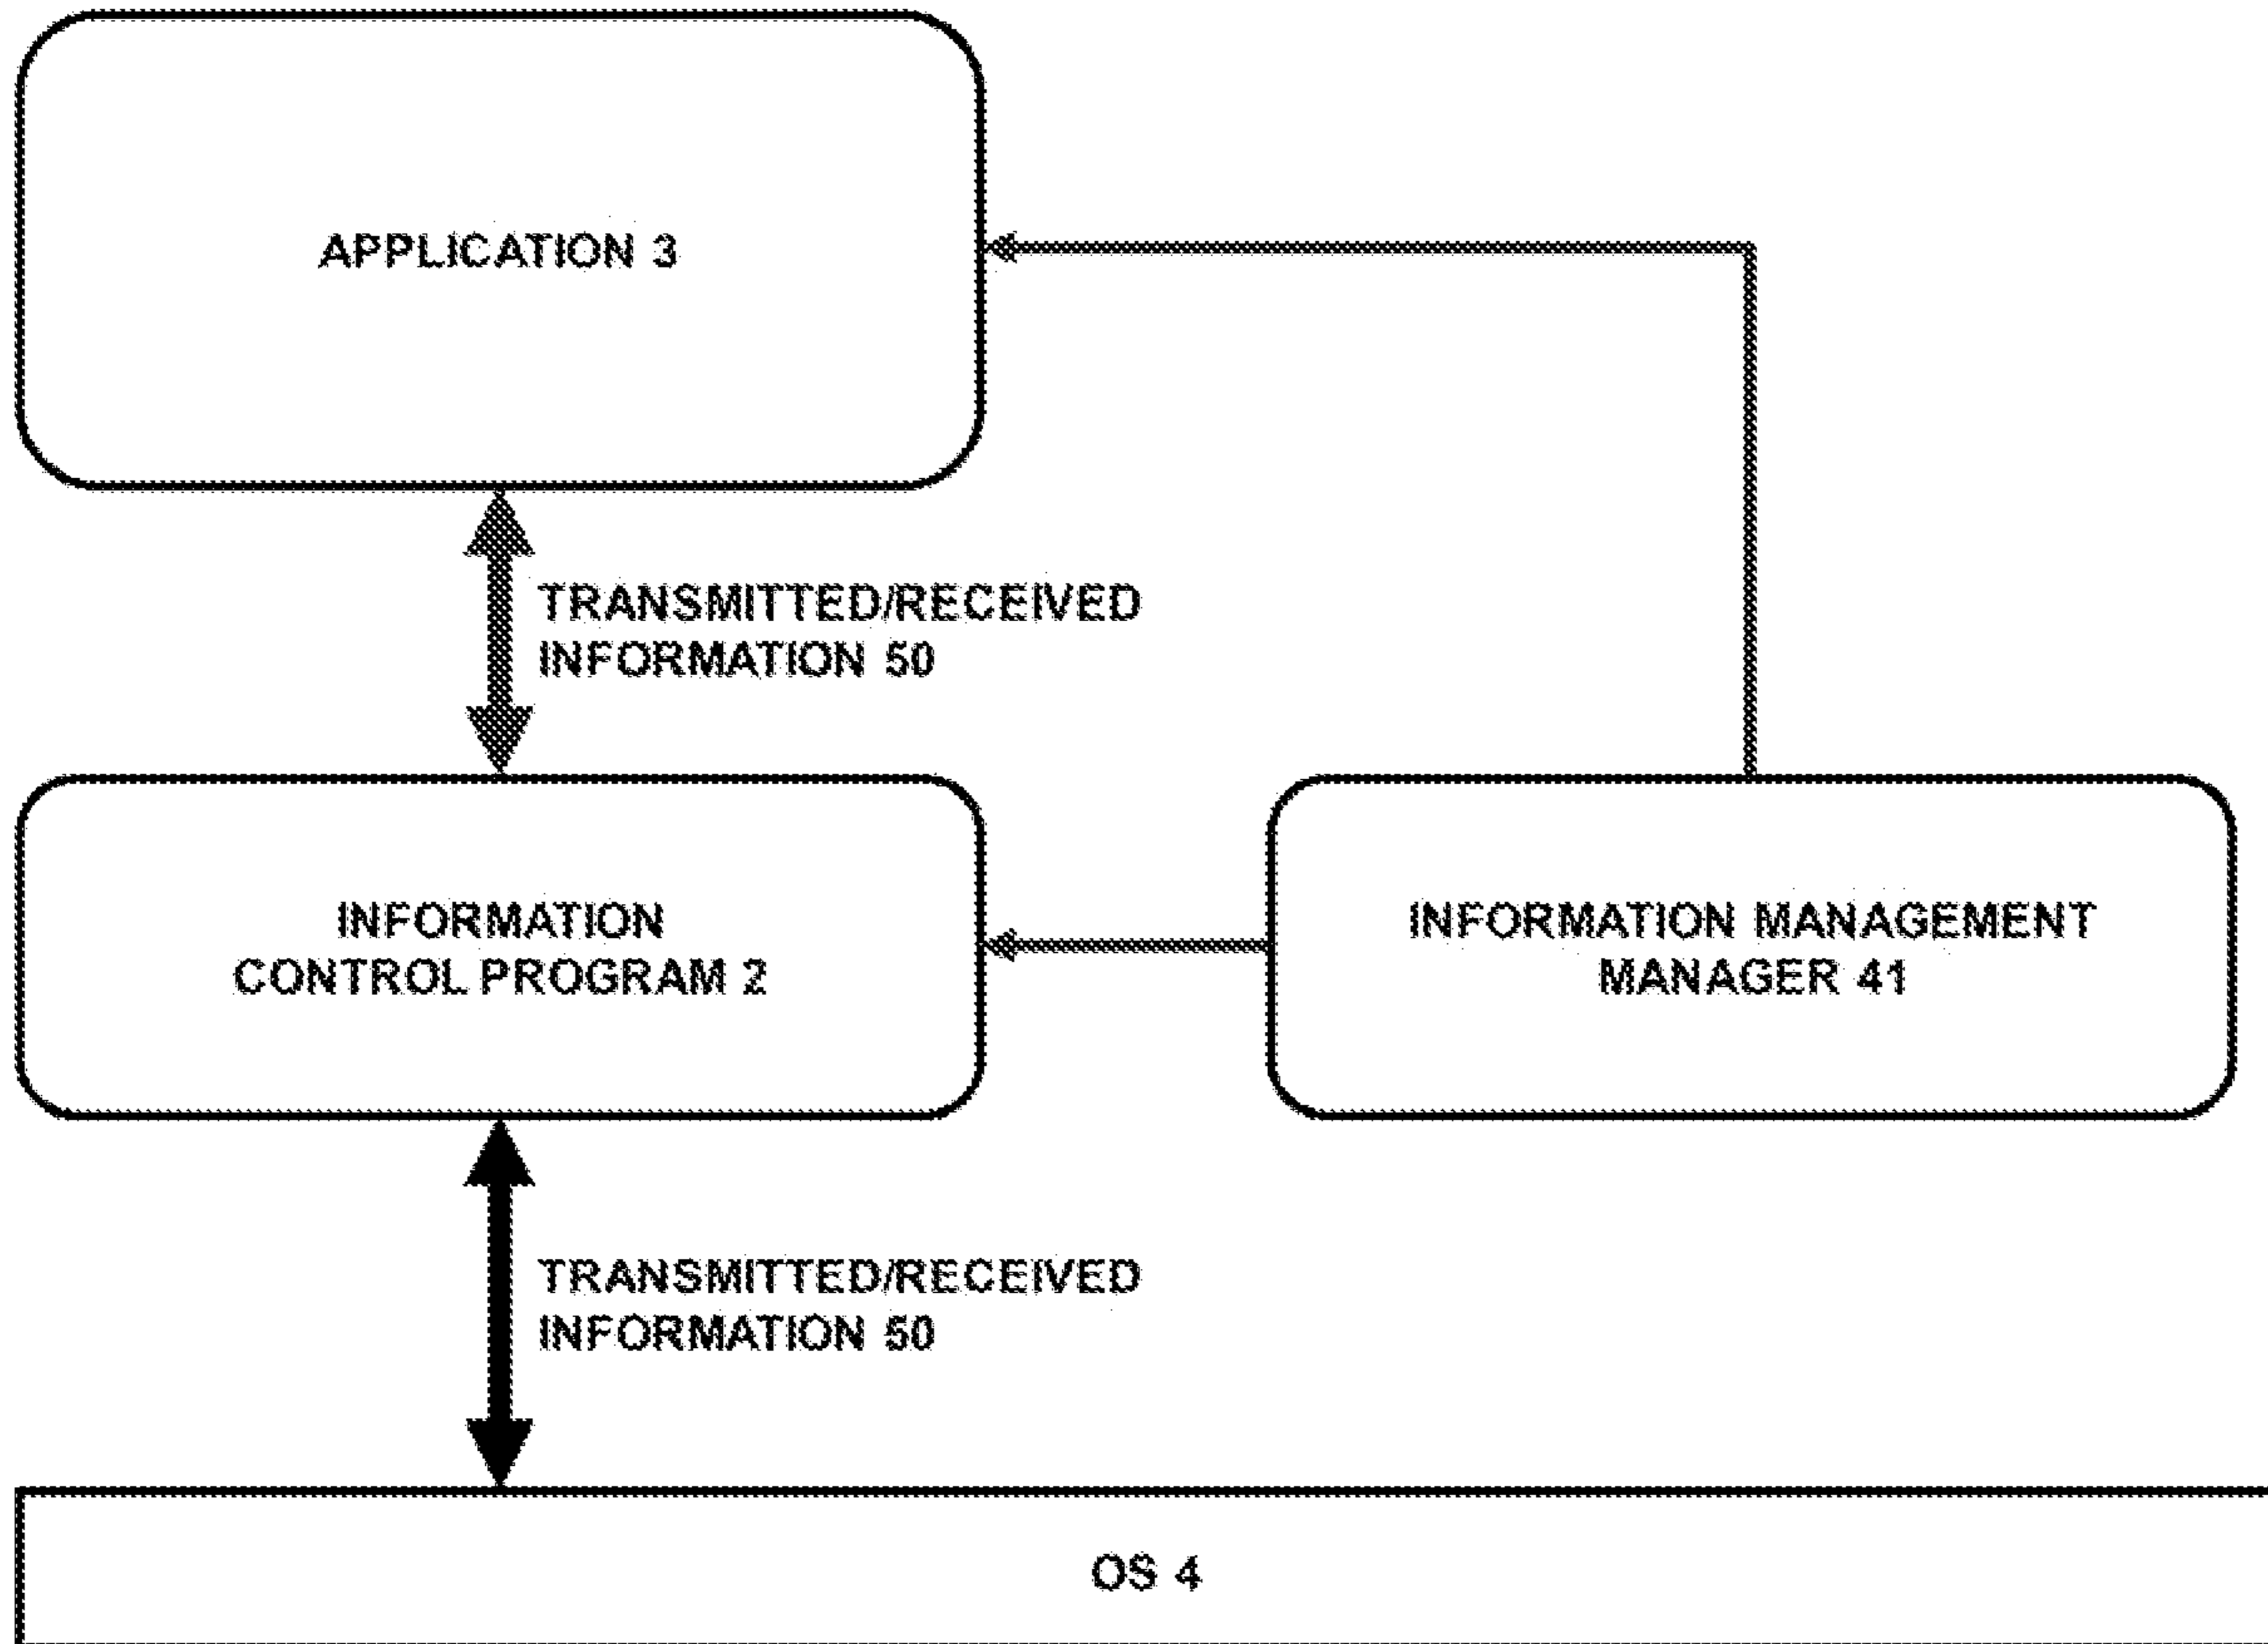 APPLICATION 3
TRANSMITTED/RECEIVED
INFORMATION 50
INFORMATION
CONTROL PROGRAM 2
INFORMATION MANAGEMENT
MANAGER 41
TRANSMITTED/RECEIVED
INFORMATION 50
OS 4